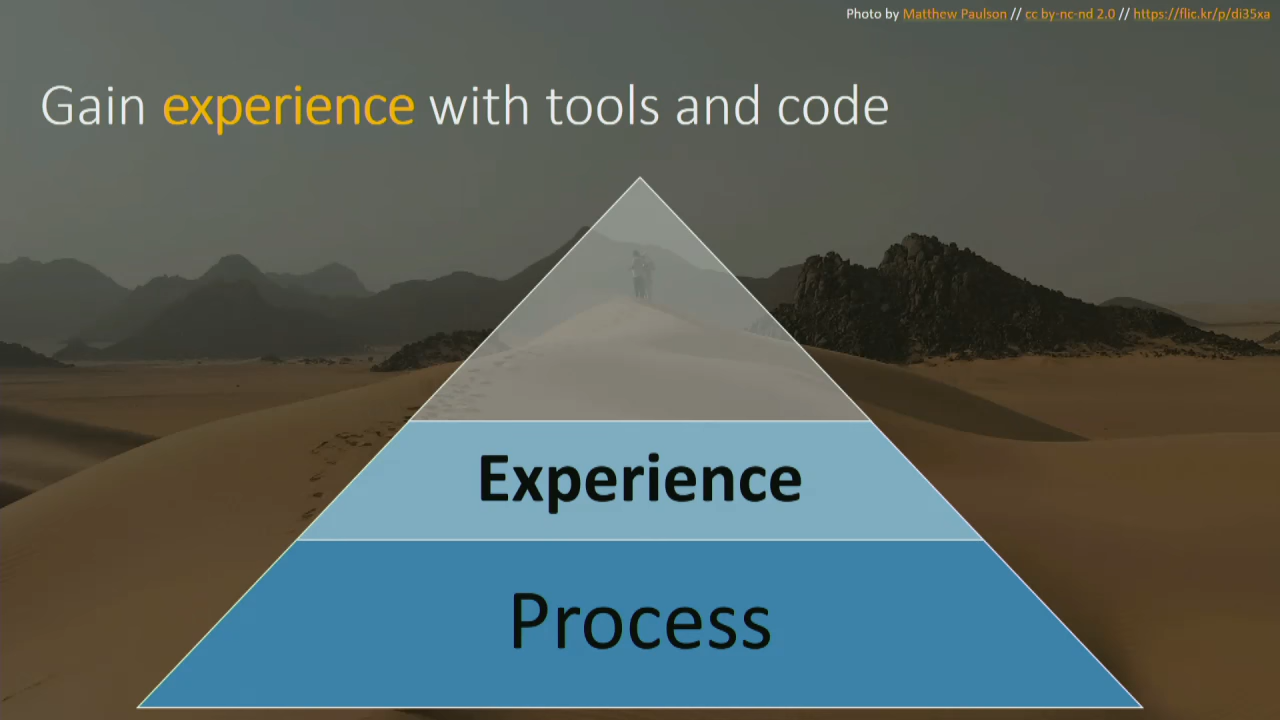 Photo by Matthew Paulson // cc by-nc-nd 2.0 // https://flic.kr/p/di35xa
Gain experience with tools and code
Experience
Process